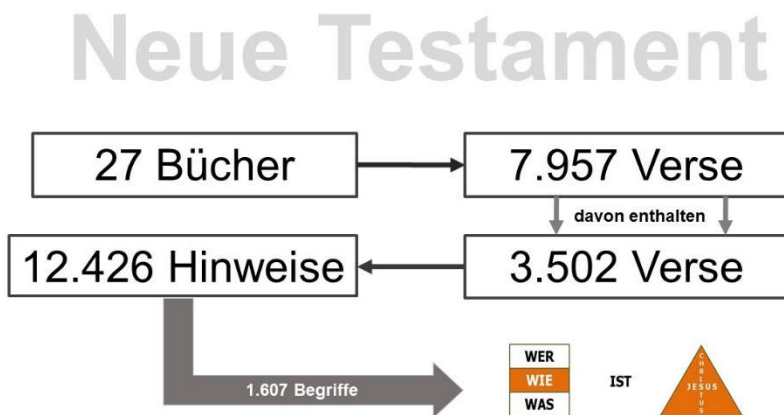 Neue Testament
27 Bücher
7.957 Verse
davon enthalten
12.426 Hinweise
3.502 Verse
1.607 Begriffe
WER
WIE
WAS
IST
JESUS
CHRISTU